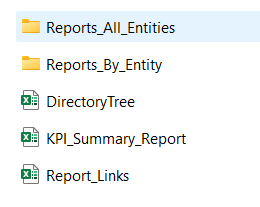 Reports_All_Entities
Reports_By_Entity
DirectoryTree
KPI_Summary_Report
Report_Links